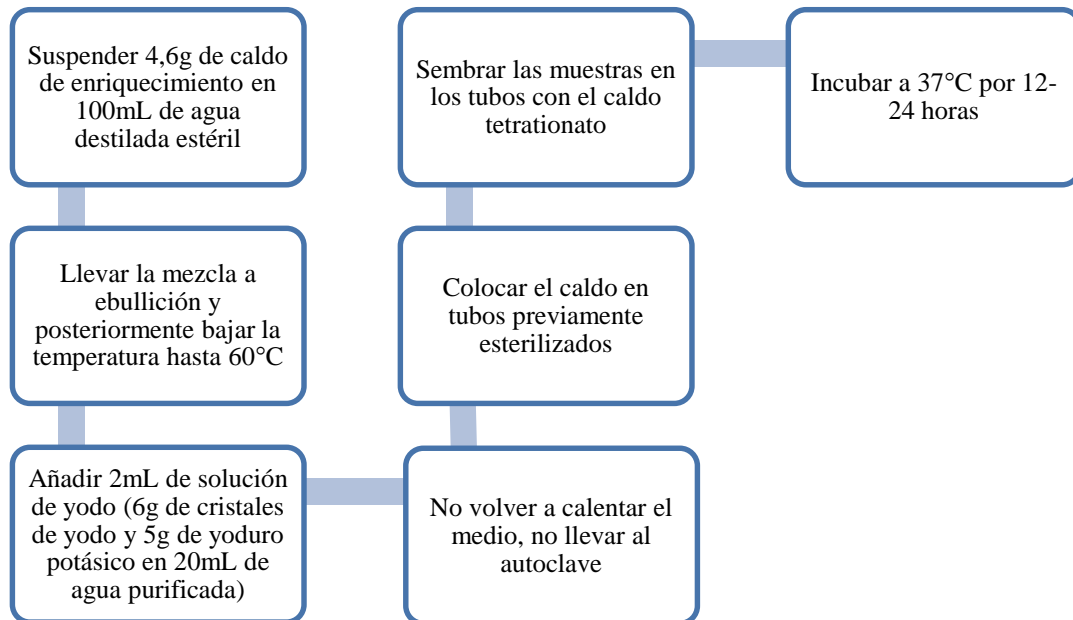 Suspender 4,6g de caldo
de enriquecimiento en
100mL de agua
destilada estéril
Llevar la mezcla a
ebullición y
posteriormente bajar la
temperatura hasta 60°C
Añadir 2mL de solución
de yodo (6g de cristales
de yodo y 5g de yoduro
potásico en 20mL de
agua purificada)
No volver a calentar el
medio, no llevar al
autoclave
Colocar el caldo en
tubos previamente
esterilizados
Sembrar las muestras en
los tubos con el caldo
tetrationato
Incubar a 37°C por 12-
24 horas